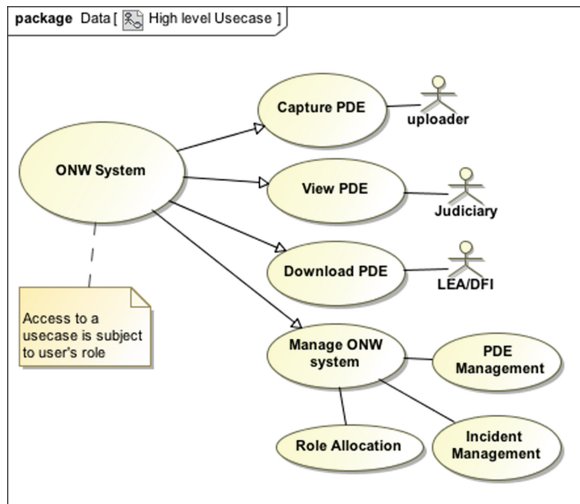 package Data [ High level Usecase ]
Capture PDE
uploader
ONW System
View PDE
Judiciary
Download PDE
LEA/DFI
Access to a
usecase is subject
to user's role
Manage ONW
system
PDE
Management
Role Allocation
Incident
Management